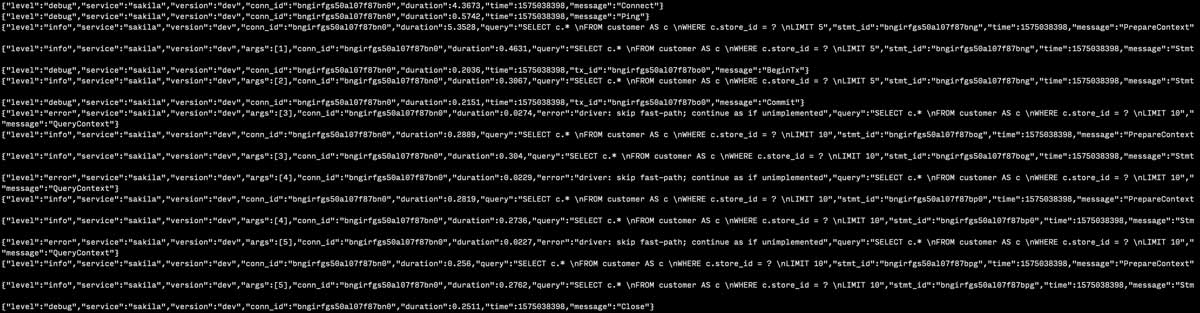 {"level":"debug","service":"sakila","version":"dev","conn_id":"bngirfgs50al07f87bn0","duration":4.3673,"time":1575038398,"message":"Connect"}
{"level":"debug","service":"sakila","version":"dev","conn_id":"bngirfgs50al07f87bn0","duration":0.5742,"time":1575038398,"message":"Ping"}
{"level":"info","service":"sakila","version":"dev","conn_id":"bngirfgs50al07f87bn0","duration":5.3528,"query":"SELECT c.* \nFROM customer AS c \nWHERE c.store_id = ? \nLIMIT 5","stmt_id":"bngirfgs50al07f87bng","time":1575038398,"message":"PrepareContext
{"level":"info","service":"sakila","version":"dev","args":[1],"conn_id":"bngirfgs50al07f87bn0","duration":0.4631,"query":"SELECT c.* \nFROM customer AS c \nWHERE c.store_id = ? \nLIMIT 5","stmt_id":"bngirfgs50al07f87bng","time":1575038398,"message":"Stmt
{"level":"debug","service":"sakila","version":"dev","conn_id":"bngirfgs50al07f87bn0","duration":0.2036,"time":1575038398,"tx_id":"bngirfgs50al07f87bo0","message":"BeginTx"}
{"level":"info","service":"sakila","version":"dev","args":[2],"conn_id":"bngirfgs50al07f87bn0","duration":0.3067,"query":"SELECT c.* \nFROM customer AS c \nWHERE c.store_id = ? \nLIMIT 5","stmt_id":"bngirfgs50al07f87bng","time":1575038398,"message":"Stmt
{"level":"debug","service":"sakila","version":"dev","conn_id":"bngirfgs50al07f87bn0","duration":0.2151,"time":1575038398,"tx_id":"bngirfgs50al07f87bo0","message":"Commit"}
{"level":"error","service":"sakila","version":"dev","args":[3],"conn_id":"bngirfgs50al07f87bn0","duration":0.0274,"error":"driver: skip fast-path; continue as if unimplemented","query":"SELECT c.* \nFROM customer AS c \nWHERE c.store_id = ? \nLIMIT 10","
"message":"QueryContext"}
{"level":"info","service":"sakila","version":"dev","conn_id":"bngirfgs50al07f87bn0","duration":0.2889,"query":"SELECT c.* \nFROM customer AS c \nWHERE c.store_id = ? \nLIMIT 10","stmt_id":"bngirfgs50al07f87bog","time":1575038398,"message":"PrepareContext
{"level":"info","service":"sakila","version":"dev","args":[3],"conn_id":"bngirfgs50al07f87bn0","duration":0.304,"query":"SELECT c.* \nFROM customer AS c \nWHERE c.store_id = ? \nLIMIT 10","stmt_id":"bngirfgs50al07f87bog","time":1575038398,"message":"Stmt
{"level":"error","service":"sakila","version":"dev","args":[4],"conn_id":"bngirfgs50al07f87bn0","duration":0.0229,"error":"driver: skip fast-path; continue as if unimplemented","query":"SELECT c.* \nFROM customer AS c \nWHERE c.store_id = ? \nLIMIT 10","
"message":"QueryContext"}
{"level":"info","service":"sakila","version":"dev","conn_id":"bngirfgs50al07f87bn0","duration":0.2819,"query":"SELECT c.* \nFROM customer AS c \nWHERE c.store_id = ? \nLIMIT 10","stmt_id":"bngirfgs50al07f87bp0","time":1575038398,"message":"PrepareContext
{"level":"info","service":"sakila","version":"dev","args":[4],"conn_id":"bngirfgs50al07f87bn0","duration":0.2736,"query":"SELECT c.* \nFROM customer AS c \nWHERE c.store_id = ? \nLIMIT 10","stmt_id":"bngirfgs50al07f87bp0","time":1575038398,"message":"Stm
{"level":"error","service":"sakila","version":"dev","args":[5],"conn_id":"bngirfgs50al07f87bn0","duration":0.0227,"error":"driver: skip fast-path; continue as if unimplemented","query":"SELECT c.* \nFROM customer AS c \nWHERE c.store_id = ? \nLIMIT 10","
"message":"QueryContext"}
{"level":"info","service":"sakila","version":"dev","conn_id":"bngirfgs50al07f87bn0","duration":0.256,"query":"SELECT c.* \nFROM customer AS c \nWHERE c.store_id = ? \nLIMIT 10","stmt_id":"bngirfgs50al07f87bpg","time":1575038398,"message":"PrepareContext"
{"level":"info","service":"sakila","version":"dev","args":[5],"conn_id":"bngirfgs50al07f87bn0","duration":0.2762,"query":"SELECT c.* \nFROM customer AS c \nWHERE c.store_id = ? \nLIMIT 10","stmt_id":"bngirfgs50al07f87bpg","time":1575038398,"message":"Stm
{"level":"debug","service":"sakila","version":"dev","conn_id":"bngirfgs50al07f87bn0","duration":0.2511,"time":1575038398,"message":"Close"}